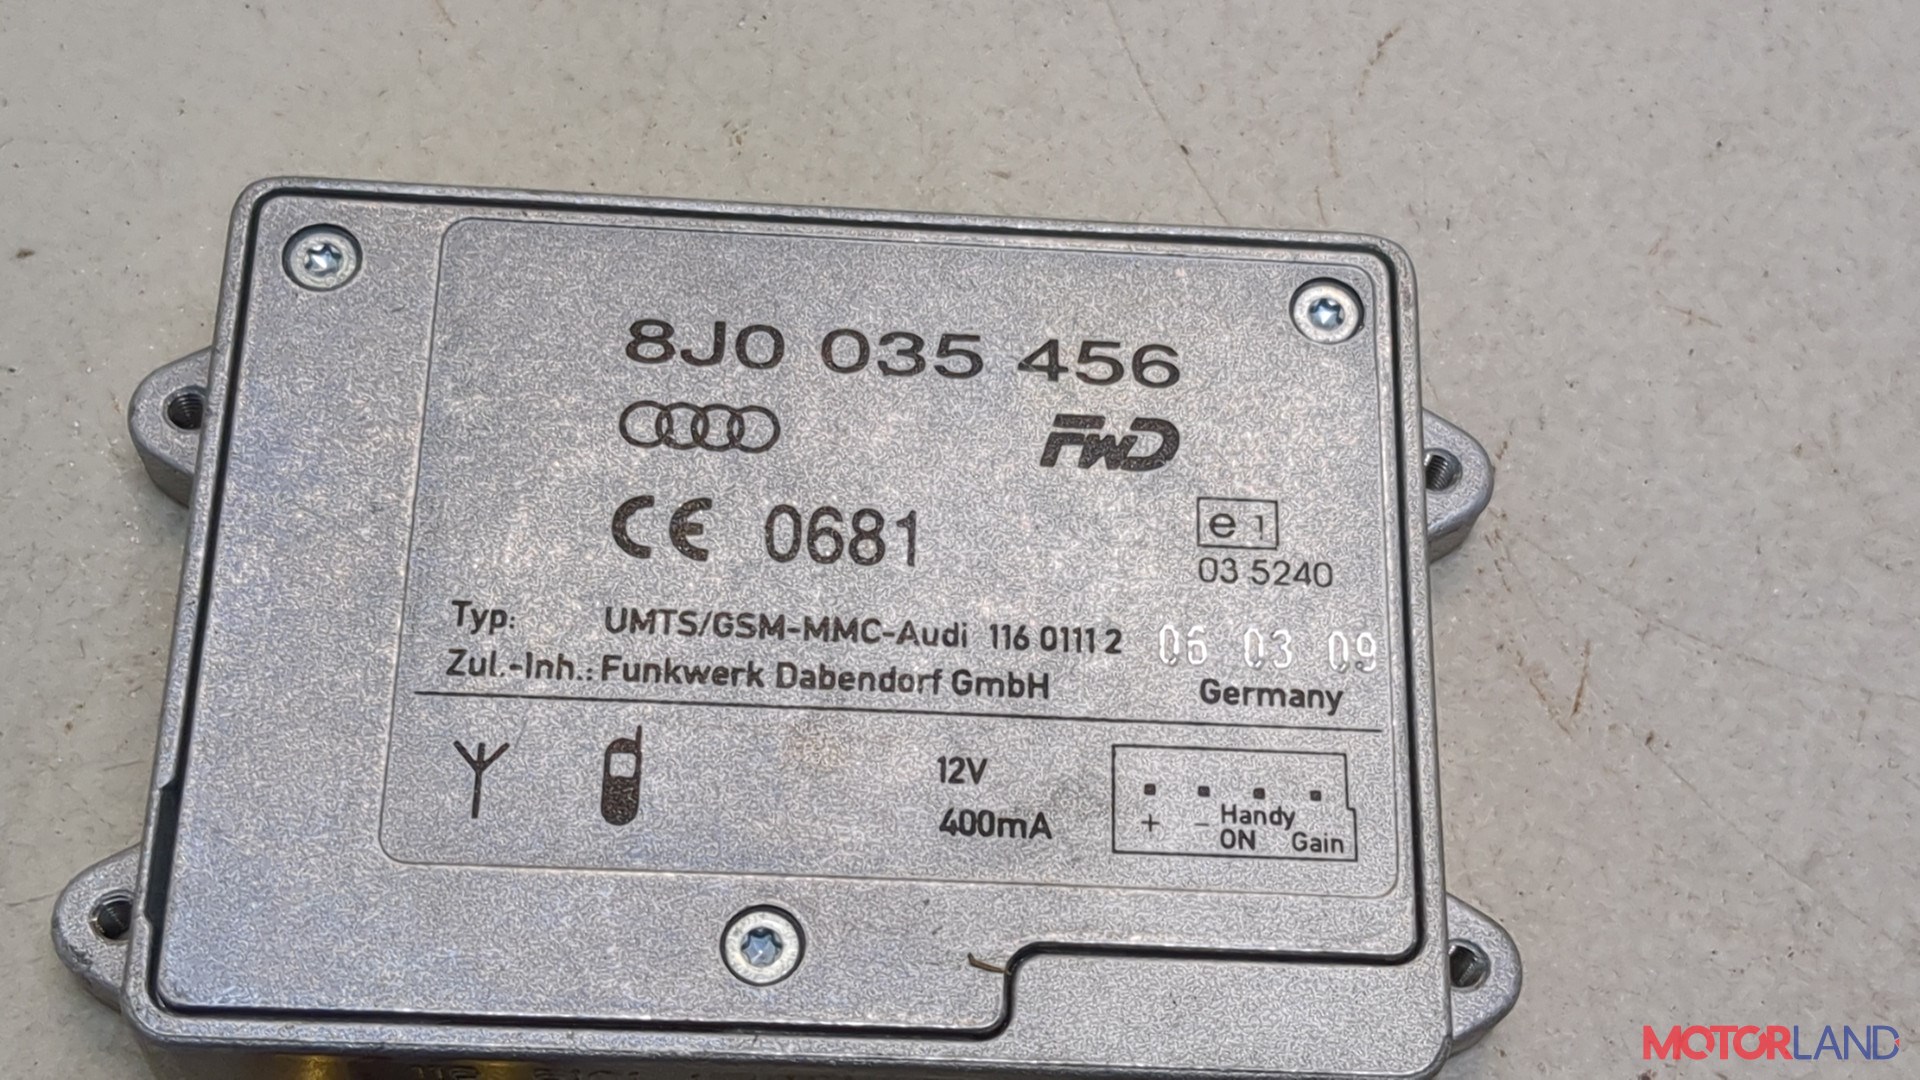 8J0 035 456
FWD
CE 0681
e 1
03 5240
Typ: UMTS/GSM-MMC-Audi 116 0111 2 06 03 09
Zul.-Inh.: Funkwerk Dabendorf GmbH
Germany
12V
400mA
+ - Handy
ON Gain
MOTORLAND